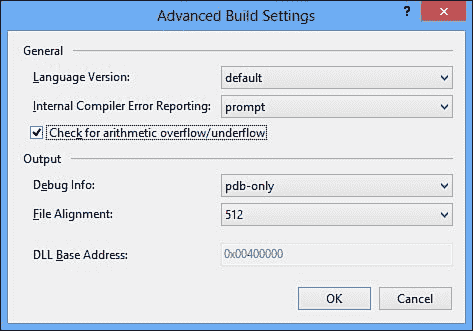 Advanced Build Settings ? x
General
Language Version: default
Internal Compiler Error Reporting: prompt
Check for arithmetic overflow/underflow
Output
Debug Info: pdb-only
File Alignment: 512
DLL Base Address: 0x00400000
OK Cancel